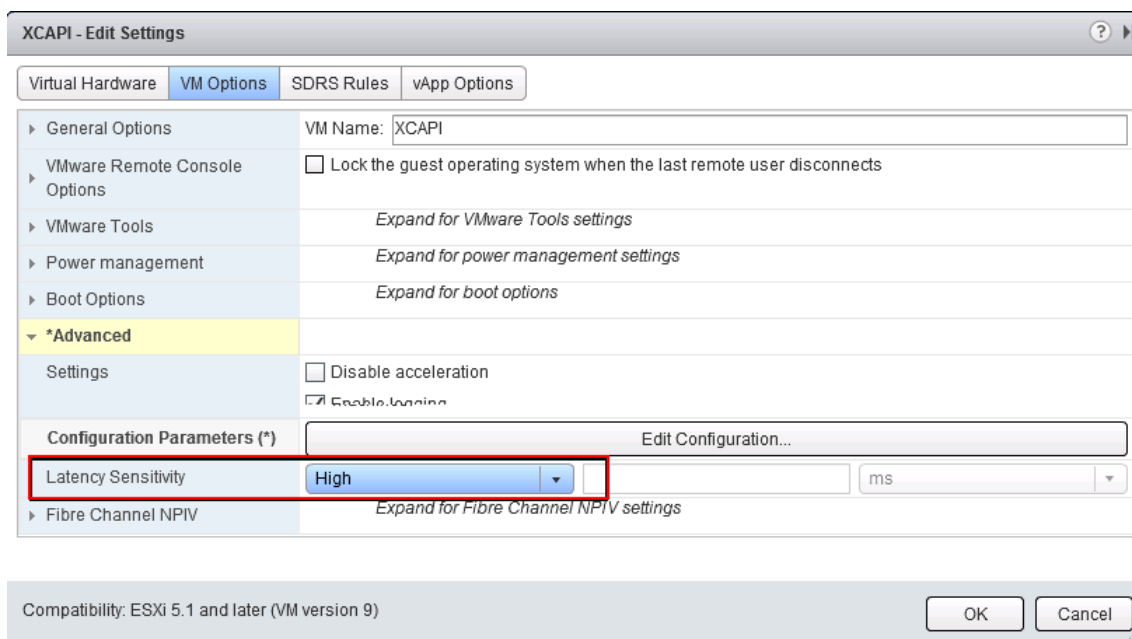 XCAPI - Edit Settings
?
Virtual Hardware VM Options SDRS Rules vApp Options
General Options VM Name: XCAPI
VMware Remote Console Options Lock the guest operating system when the last remote user disconnects
VMware Tools Expand for VMware Tools settings
Power management Expand for power management settings
Boot Options Expand for boot options
*Advanced
Settings Disable acceleration
Enable logging
Configuration Parameters (*) Edit Configuration...
Latency Sensitivity High ms
Fibre Channel NPIV Expand for Fibre Channel NPIV settings
Compatibility: ESXi 5.1 and later (VM version 9) OK Cancel